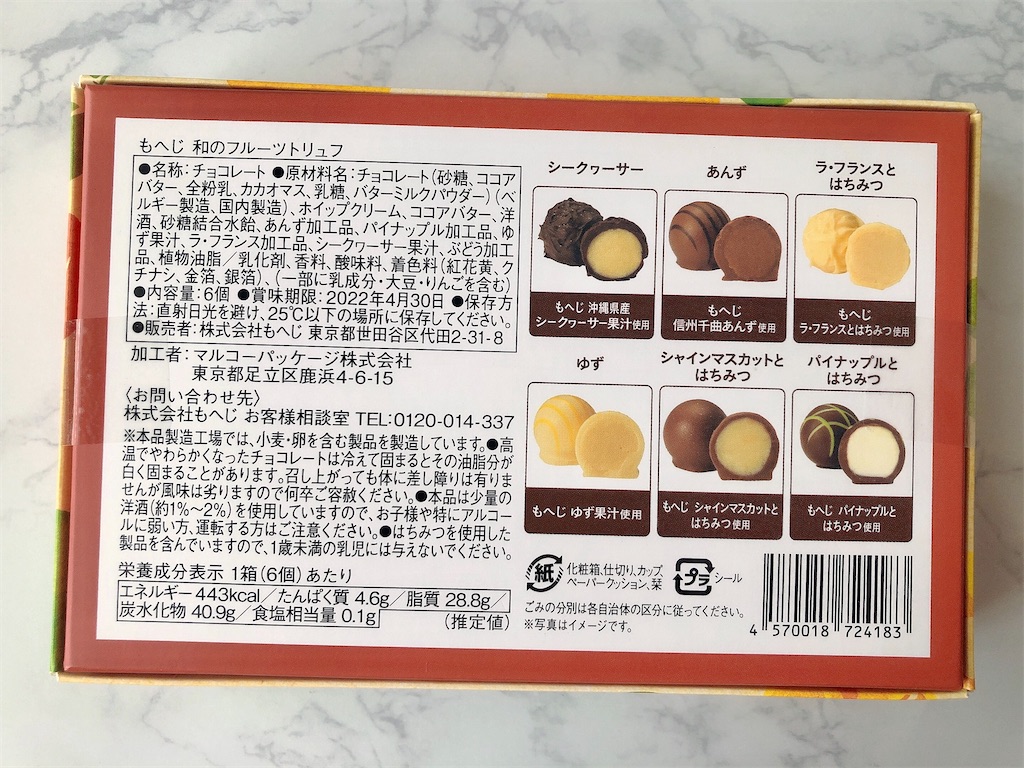 もへじ 和のフルーツトリュフ
●名称:チョコレート ●原材料名:チョコレート(砂糖、ココア
バター、全粉乳、カカオマス、乳糖、バターミルクパウダー)(ベ
ルギー製造、国内製造)、ホイップクリーム、ココアバター、洋
酒、砂糖結合水飴、あんず加工品、パイナップル加工品、ゆ
ず果汁、ラ・フランス加工品、シークヮーサー果汁、ぶどう加工
品、植物油脂/乳化剤、香料、酸味料、着色料(紅花黄、ク
チナシ、金箔、銀箔)、(一部に乳成分・大豆・りんごを含む)
●内容量:6個 ●賞味期限:2022年4月30日 ●保存方
法:直射日光を避け、25℃以下の場所に保存してください。
●販売者:株式会社もへじ 東京都世田谷区代田2-31-8
加工者:マルコーパッケージ株式会社
東京都足立区鹿浜4-6-15
〈お問い合わせ先〉
株式会社もへじ お客様相談室 TEL:0120-014-337
※本品製造工場では、小麦・卵を含む製品を製造しています。●高
温でやわらかくなったチョコレートは冷えて固まるとその油脂分が
白く固まることがあります。召し上がっても体に差し障りは有りま
せんが風味は劣りますので何卒ご容赦ください。●本品は少量の
洋酒(約1%~2%)を使用していますので、お子様や特にアルコー
ルに弱い方、運転する方はご注意ください。●はちみつを使用した
製品を含んでいますので、1歳未満の乳児には与えないでください。
栄養成分表示 1箱(6個)あたり
エネルギー 443kcal/たんぱく質 4.6g/脂質 28.8g/
炭水化物 40.9g/食塩相当量 0.1g
(推定値)
シークヮーサー
もへじ 沖縄県産
シークヮーサー果汁使用
あんず
もへじ
信州千曲あんず使用
ラ・フランスと
はちみつ
もへじ
ラ・フランスとはちみつ使用
ゆず
もへじ ゆず果汁使用
シャインマスカットと
はちみつ
もへじ シャインマスカットと
はちみつ使用
パイナップルと
はちみつ
もへじ パイナップルと
はちみつ使用
紙
化粧箱、仕切り、カップ
ペーパークッション、栞
プラ
シール
ごみの分別は各自治体の区分に従ってください。
※写真はイメージです。
4 570018 724183